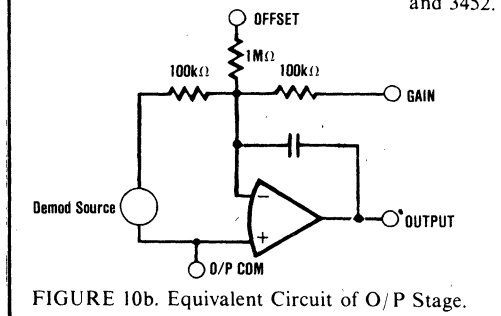 and 3452.
OFFSET
1MΩ
100kΩ
100kΩ
GAIN
Demod Source
−
+
OUTPUT
O/P COM
FIGURE 10b. Equivalent Circuit of O/P Stage.